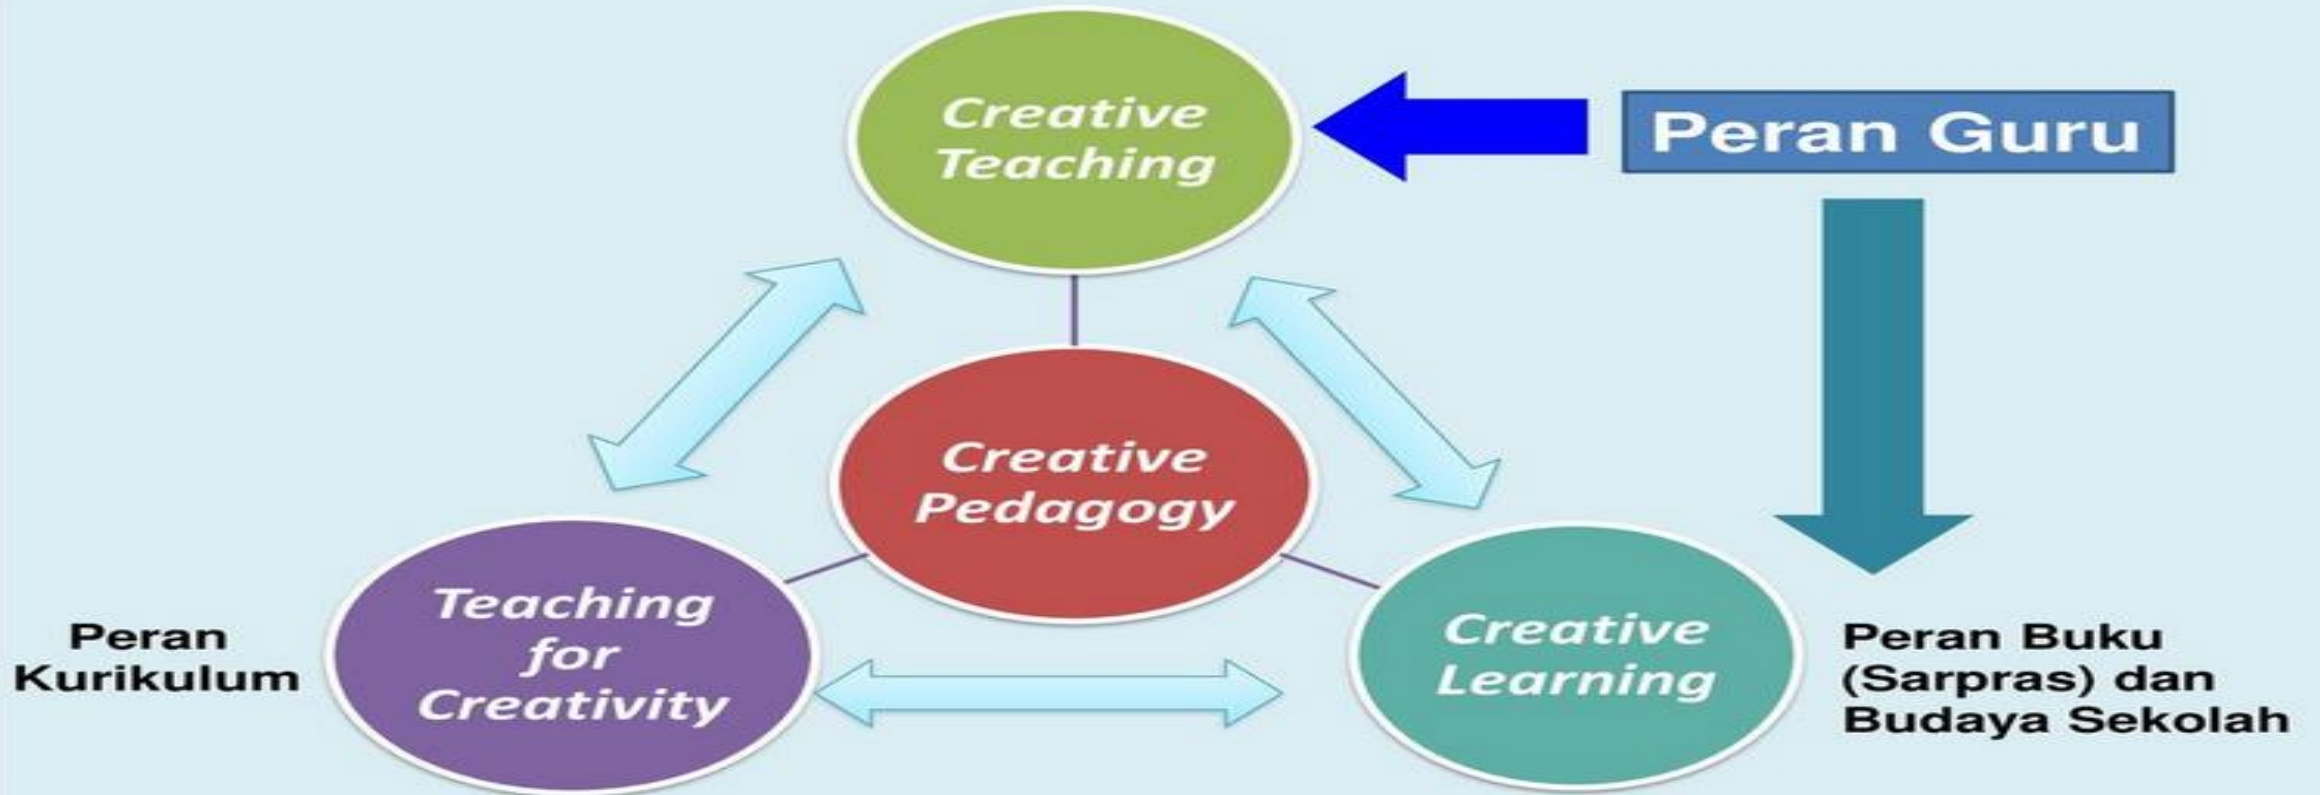 Creative
Teaching
Peran Guru
Creative
Pedagogy
Teaching
for
Creativity
Creative
Learning
Peran
Kurikulum
Peran Buku
(Sarpras) dan
Budaya Sekolah